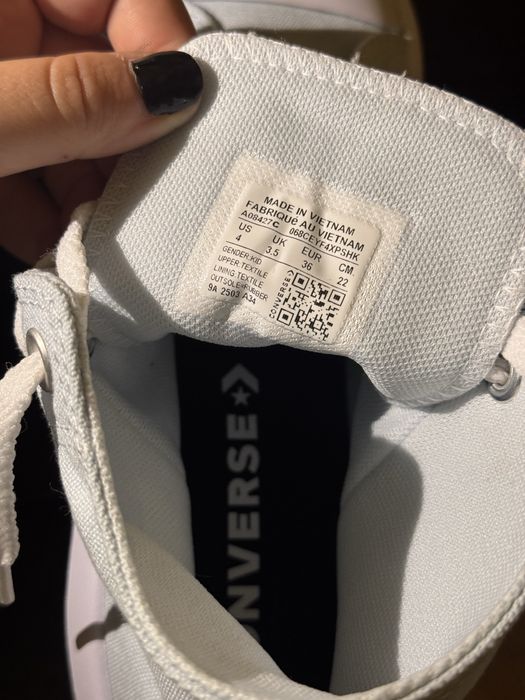 MADE IN VIETNAM
FABRIQUÉ AU VIETNAM
A08427C 068CEYF4XPSHK
US UK EUR CM
4 3.5 36 22
GENDER:KID
UPPER:TEXTILE
LINING:TEXTILE
OUTSOLE:RUBBER
9A 2503 A34
CONVERSE
CONVERSE